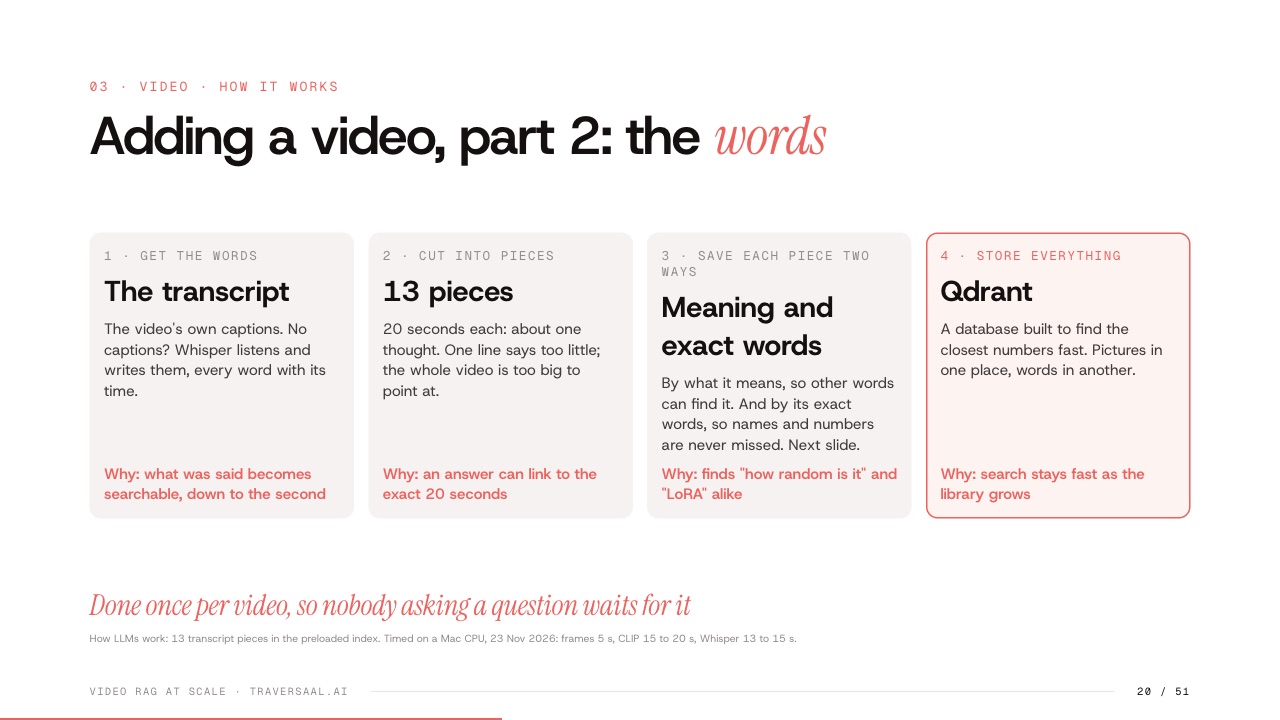 03 · VIDEO · HOW IT WORKS
Adding a video, part 2: the words
1 · GET THE WORDS
The transcript
The video's own captions. No
captions? Whisper listens and
writes them, every word with its
time.
Why: what was said becomes
searchable, down to the second
2 · CUT INTO PIECES
13 pieces
20 seconds each: about one
thought. One line says too little;
the whole video is too big to
point at.
Why: an answer can link to the
exact 20 seconds
3 · SAVE EACH PIECE TWO
WAYS
Meaning and
exact words
By what it means, so other words
can find it. And by its exact
words, so names and numbers
are never missed. Next slide.
Why: finds "how random is it" and
"LoRA" alike
4 · STORE EVERYTHING
Qdrant
A database built to find the
closest numbers fast. Pictures in
one place, words in another.
Why: search stays fast as the
library grows
Done once per video, so nobody asking a question waits for it
How LLMs work: 13 transcript pieces in the preloaded index. Timed on a Mac CPU, 23 Nov 2026: frames 5 s, CLIP 15 to 20 s, Whisper 13 to 15 s.
VIDEO RAG AT SCALE · TRAVERSAAL.AI
20 / 51